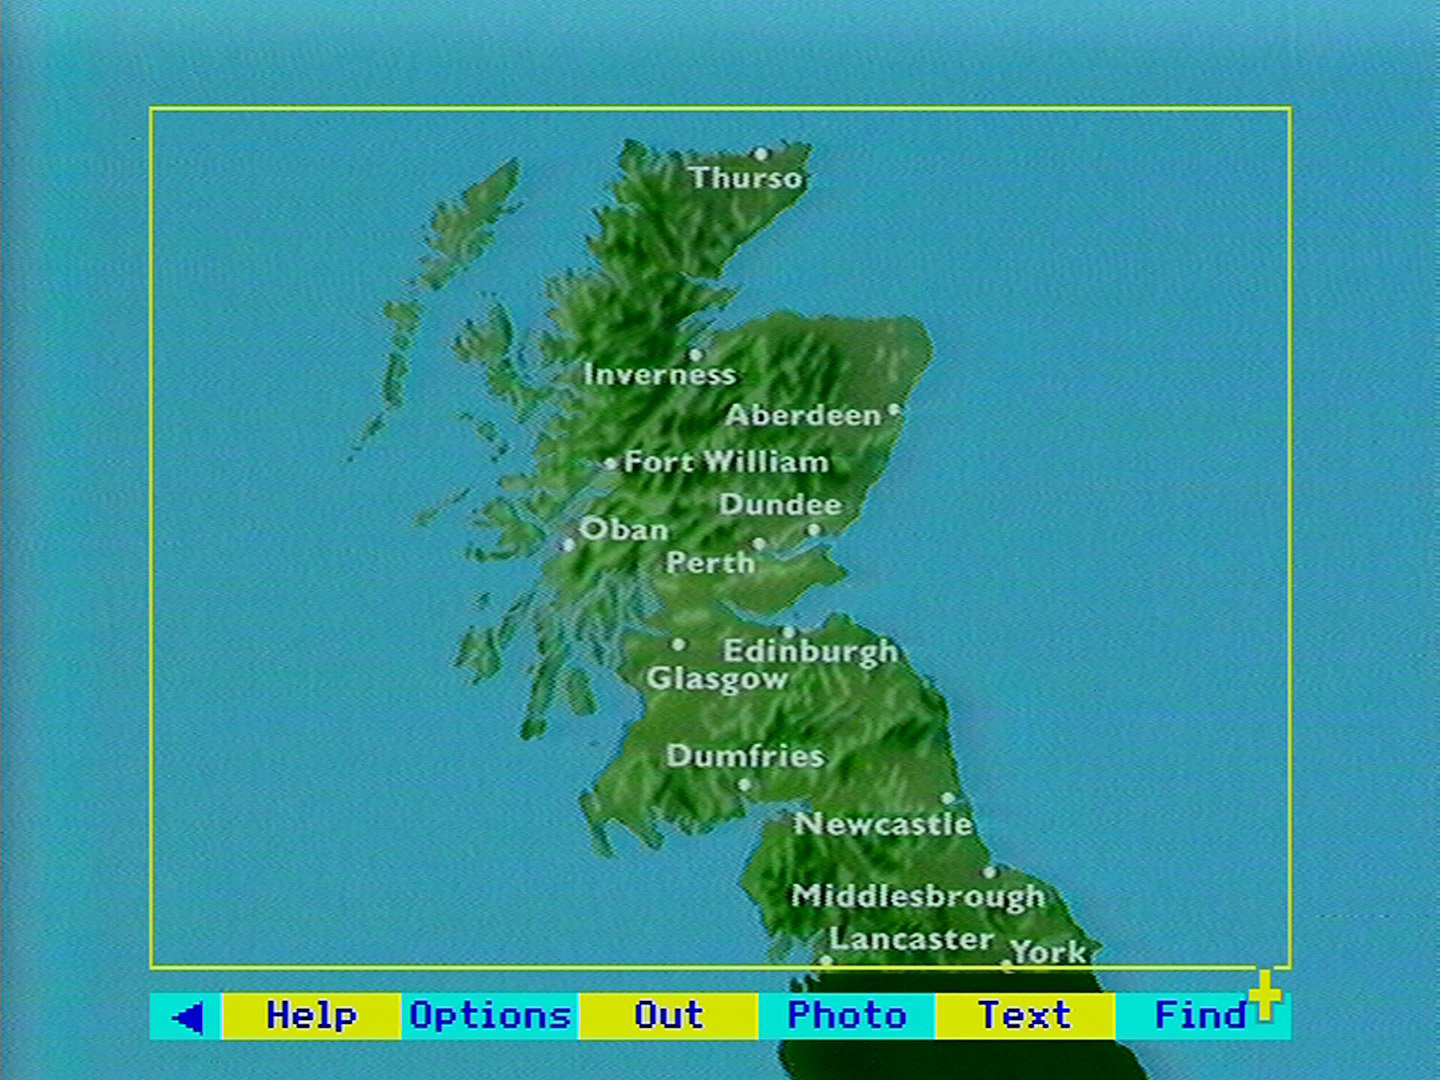 Thurso
Inverness
Aberdeen
Fort William
Dundee
Oban
Perth
Edinburgh
Glasgow
Dumfries
Newcastle
Middlesbrough
Lancaster
York
Help Options Out Photo Text Find